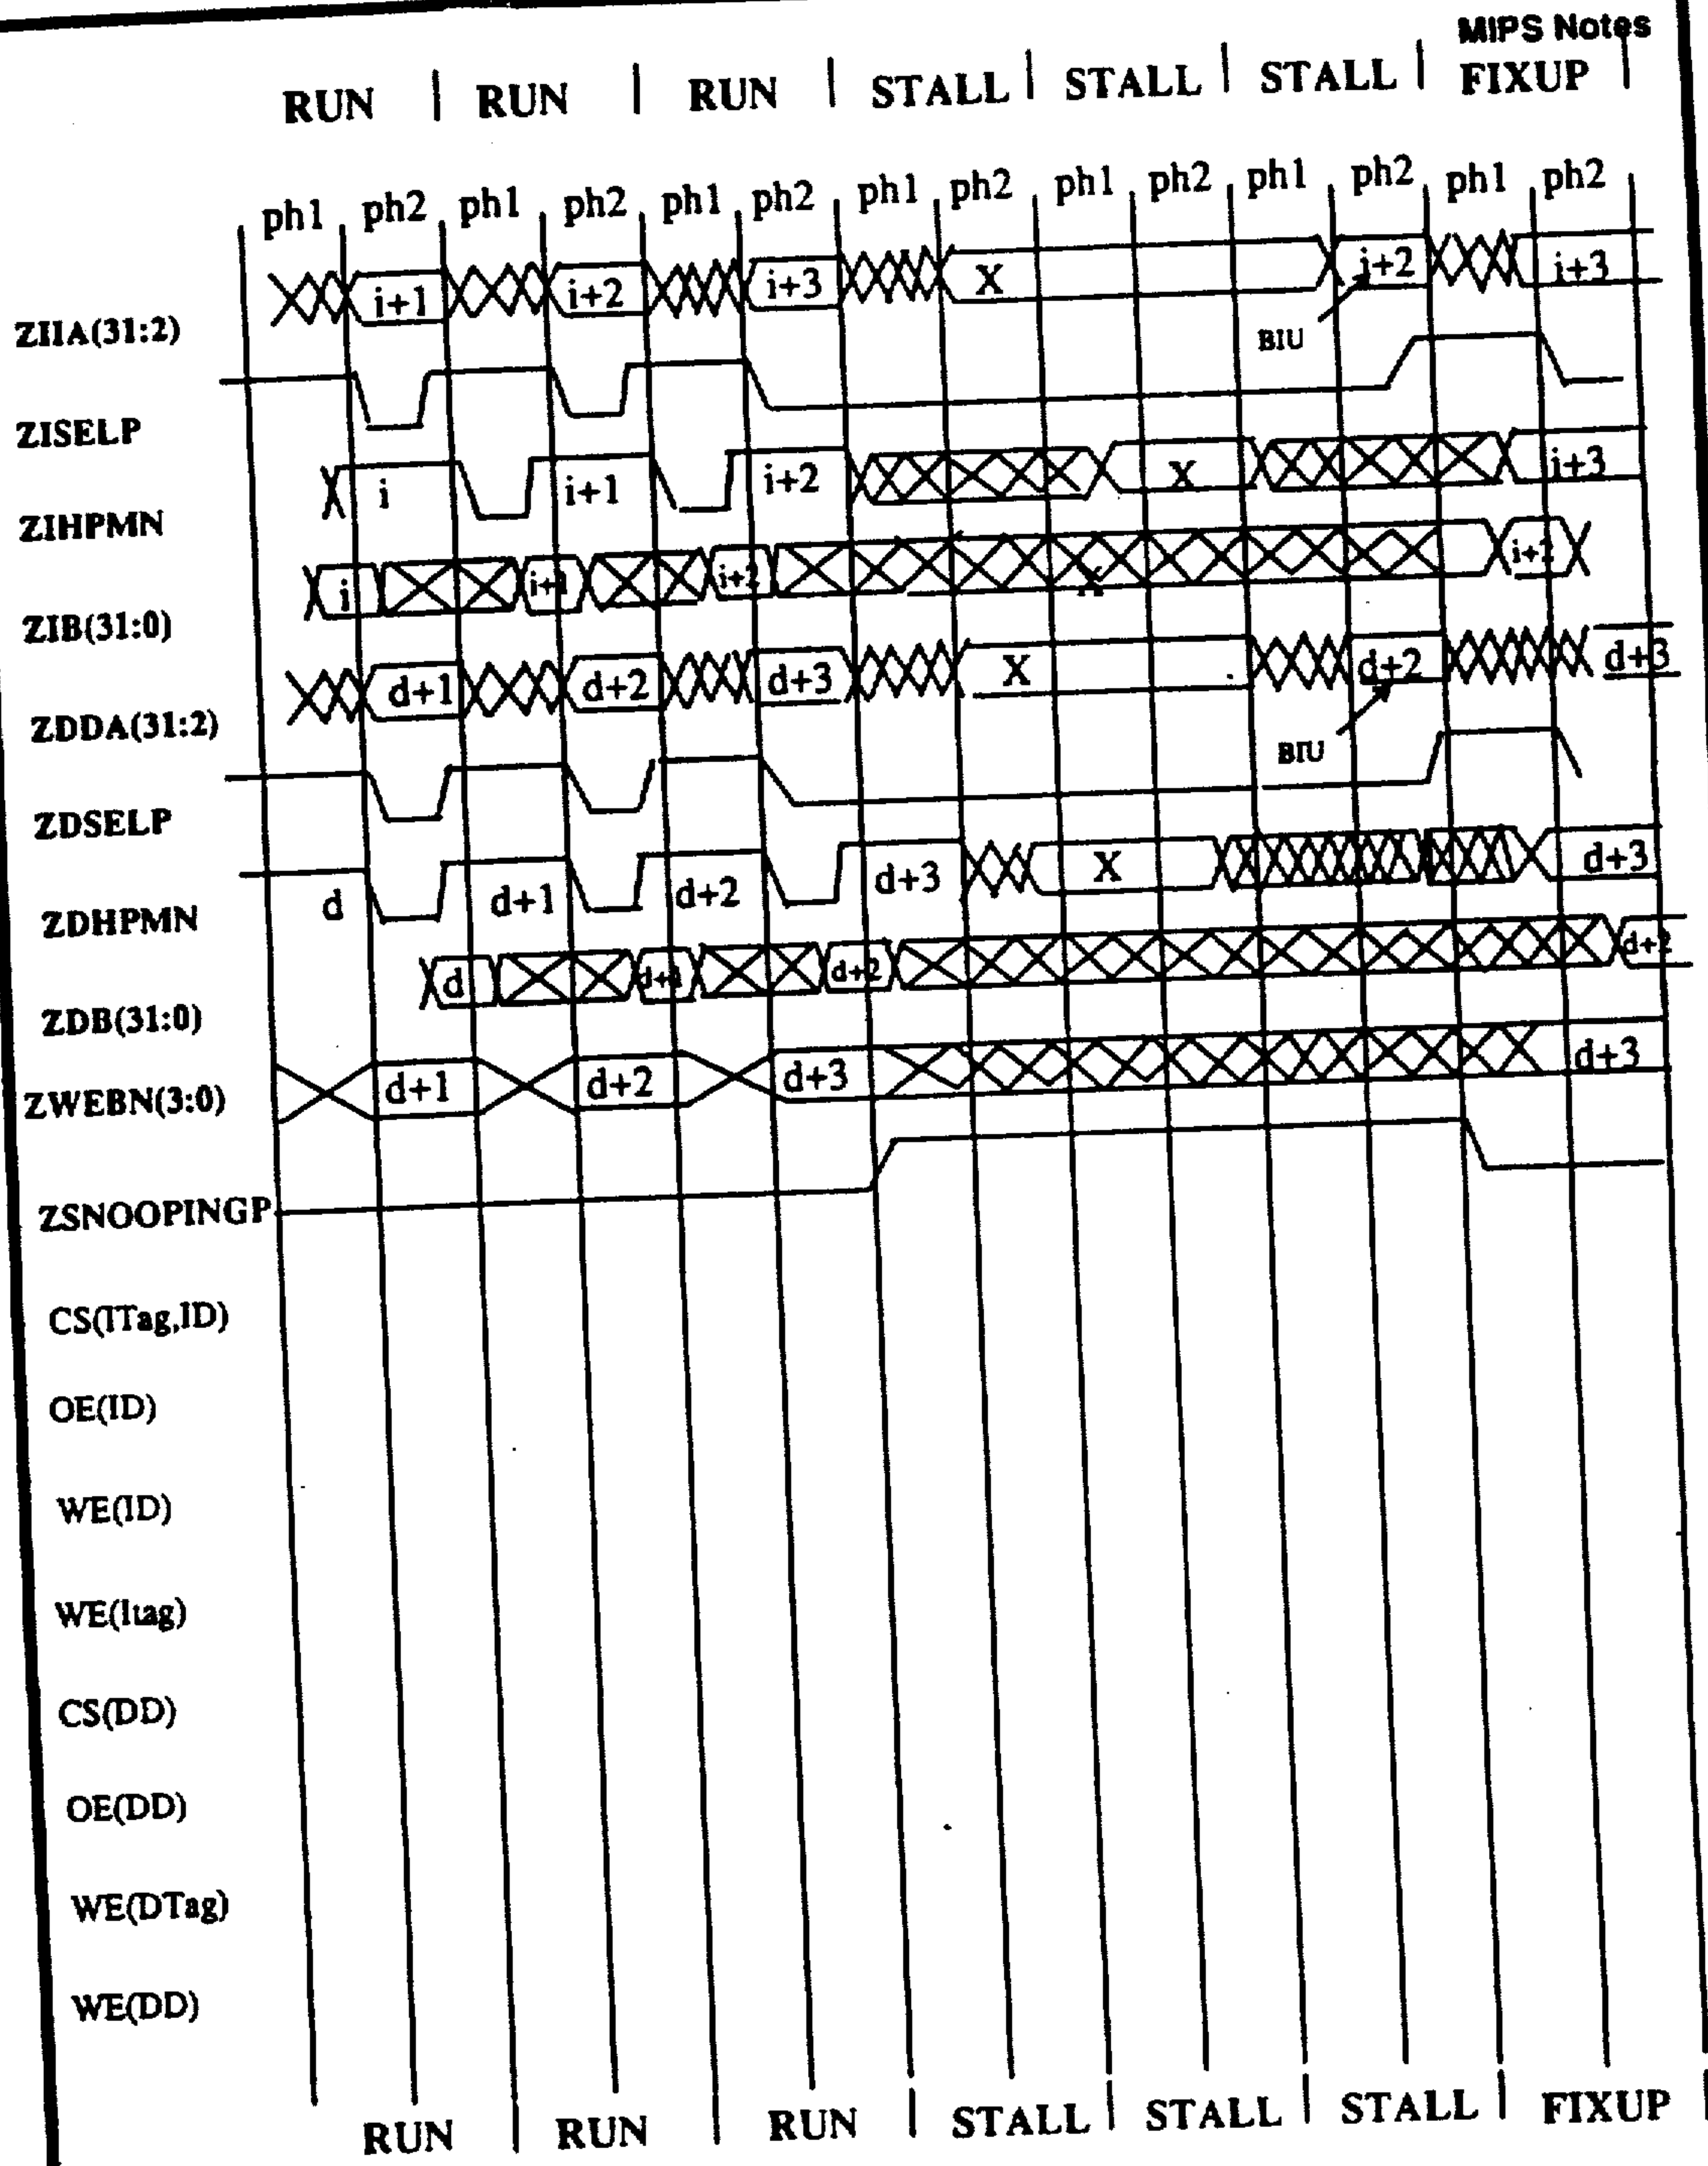 MIPS Notes
RUN | RUN | RUN | STALL | STALL | STALL | FIXUP |
ph1 ph2 ph1 ph2 ph1 ph2 ph1 ph2 ph1 ph2 ph1 ph2 ph1 ph2
i+1 i+2 i+3 X i+2 i+3
ZIIA(31:2)
BIU
ZISELP
i i+1 i+2 X i+3
ZIHPMN
i i+1 i+2 X
ZIB(31:0)
d+1 d+2 d+3 X d+2 d+3
ZDDA(31:2)
BIU
ZDSELP
d d+1 d+2 d+3 X d+3
ZDHPMN
d d+1 d+2 d+2
ZDB(31:0)
d+1 d+2 d+3 d+3
ZWEBN(3:0)
ZSNOOPINGP
CS(ITag,ID)
OE(ID)
WE(ID)
WE(Itag)
CS(DD)
OE(DD)
WE(DTag)
WE(DD)
RUN | RUN | RUN | STALL | STALL | STALL | FIXUP